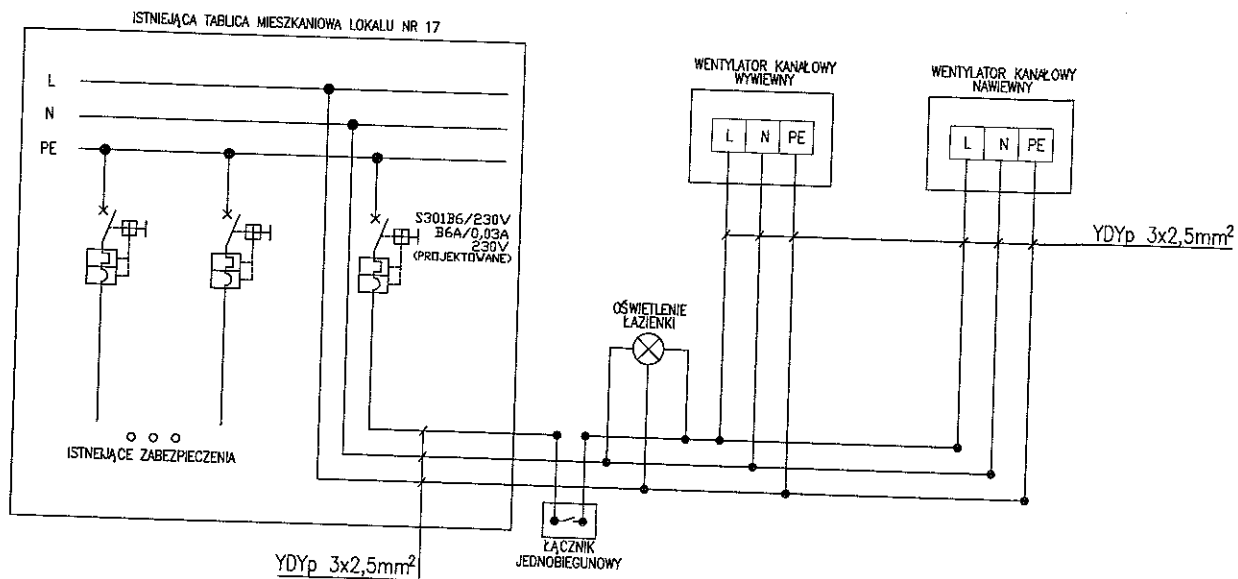 ISTNIEJĄCA TABLICA MIESZKANIOWA LOKALU NR 17
L
N
PE
S301B6/230V
B6A/0,03A
230V
(PROJEKTOWANE)
ISTNIEJĄCE ZABEZPIECZENIA
YDYp 3x2,5mm²
WENTYLATOR KANAŁOWY
WYWIEWNY
L N PE
WENTYLATOR KANAŁOWY
NAWIEWNY
L N PE
YDYp 3x2,5mm²
OŚWIETLENIE
ŁAZIENKI
ŁĄCZNIK
JEDNOBIEGUNOWY